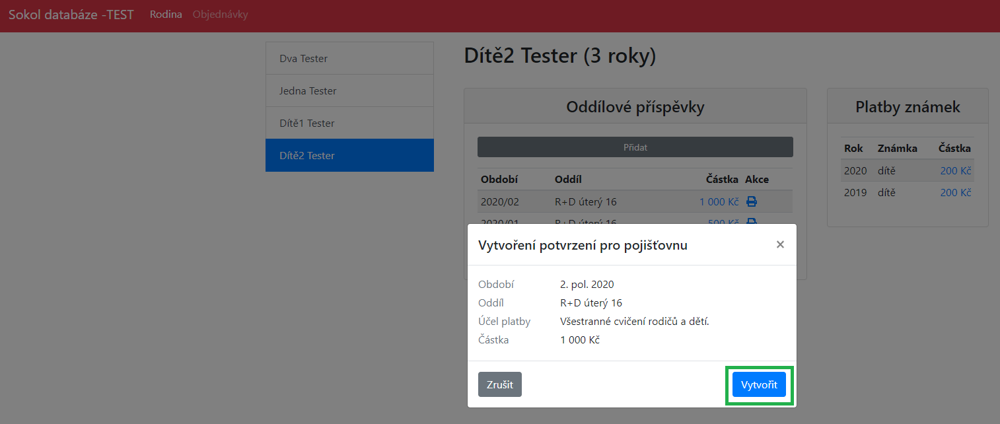 Sokol databáze -TEST Rodina Objednávky
Dva Tester
Jedna Tester
Dítě1 Tester
Dítě2 Tester
Dítě2 Tester (3 roky)
Oddílové příspěvky
Přidat
Období Oddíl Částka Akce
2020/02 R+D úterý 16 1 000 Kč
2020/01 R+D úterý 16 500 Kč
Platby známek
Rok Známka Částka
2020 dítě 200 Kč
2019 dítě 200 Kč
Vytvoření potvrzení pro pojišťovnu ×
Období 2. pol. 2020
Oddíl R+D úterý 16
Účel platby Všestranné cvičení rodičů a dětí.
Částka 1 000 Kč
Zrušit Vytvořit